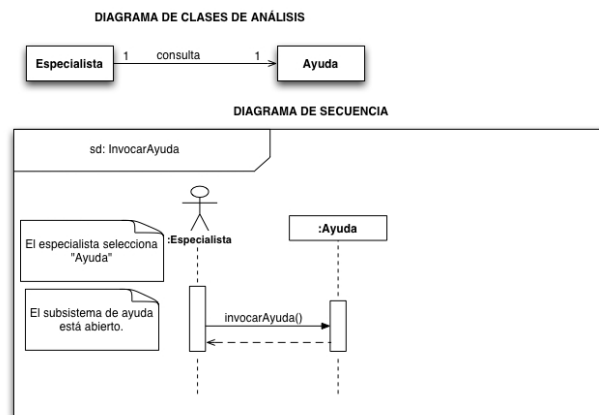 DIAGRAMA DE CLASES DE ANÁLISIS
Especialista
1
consulta
1
Ayuda
DIAGRAMA DE SECUENCIA
sd: InvocarAyuda
El especialista selecciona
"Ayuda"
:Especialista
:Ayuda
El subsistema de ayuda
está abierto.
invocarAyuda()